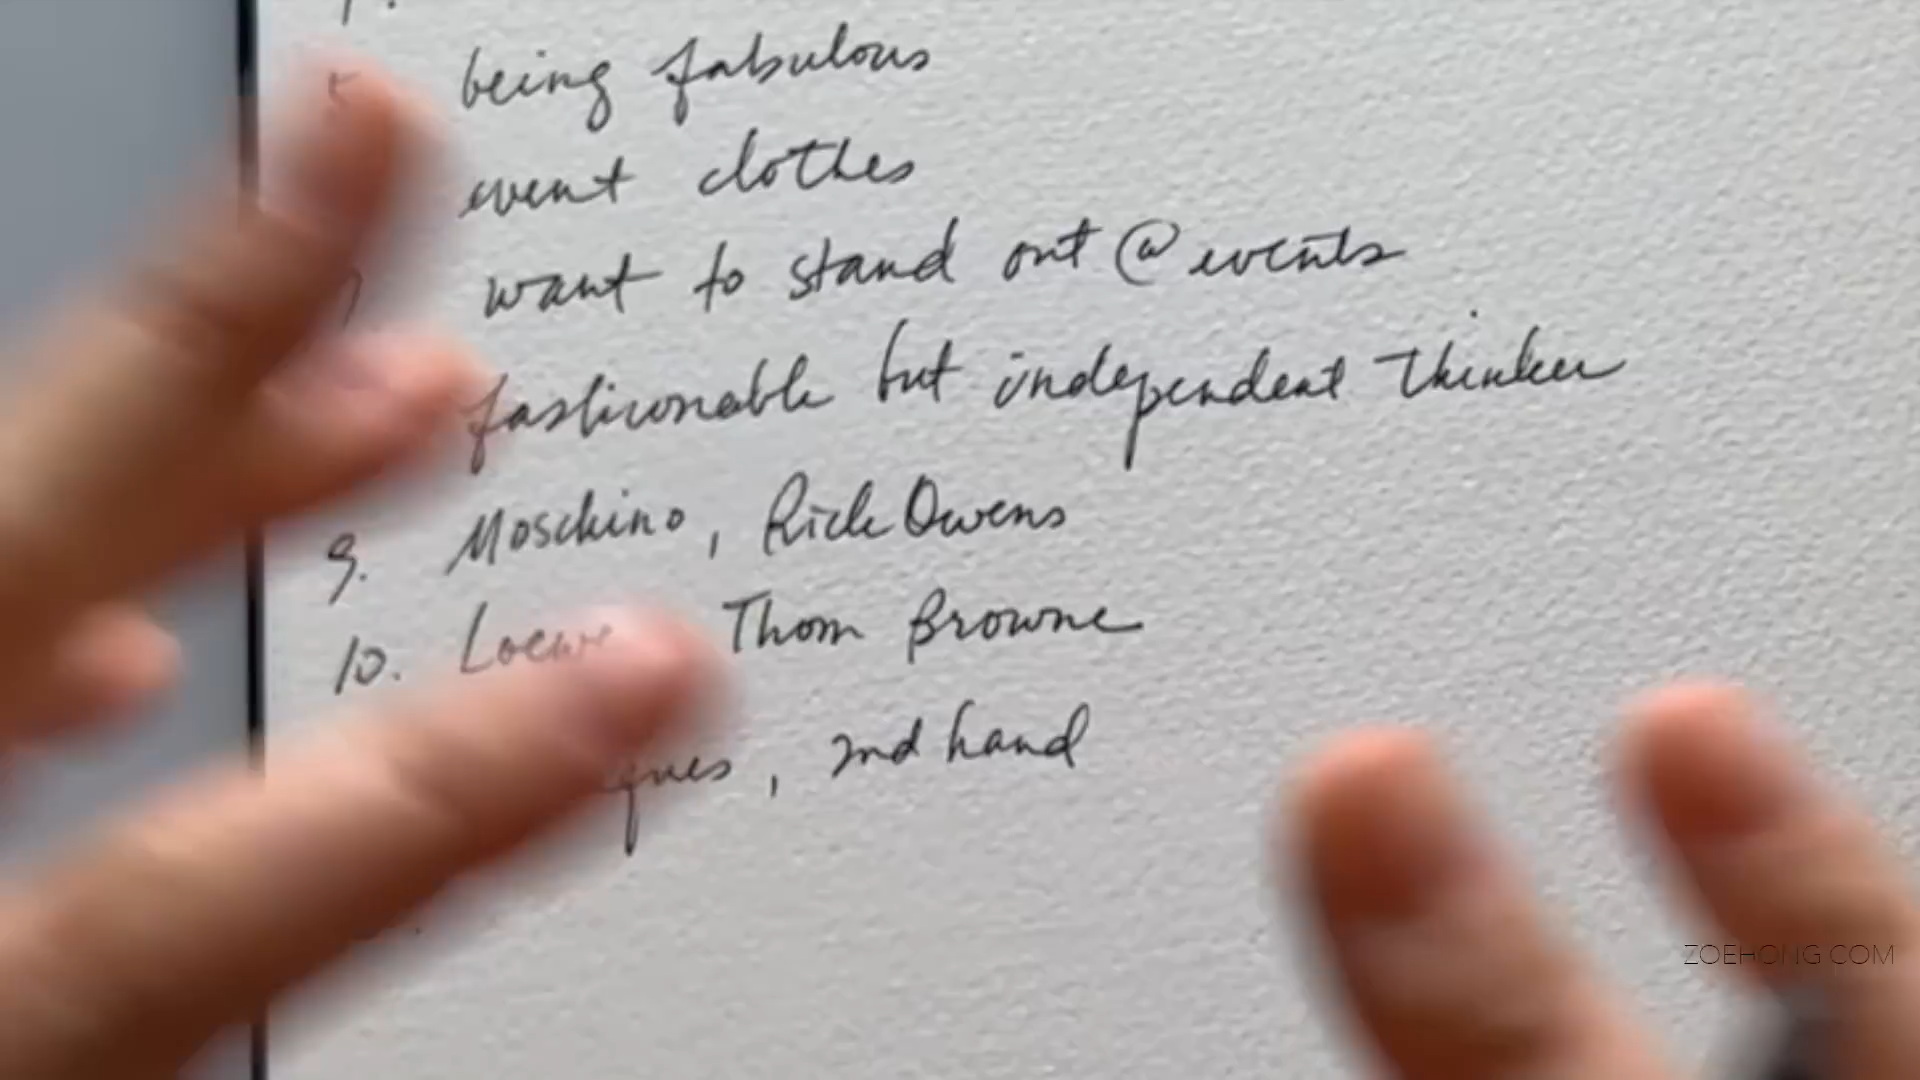 being fabulous
event clothes
want to stand out @ events
fashionable but independent thinker
9. Moschino, Rick Owens
10. Loewe Thom Browne
, 2nd hand
ZOEHONG.COM